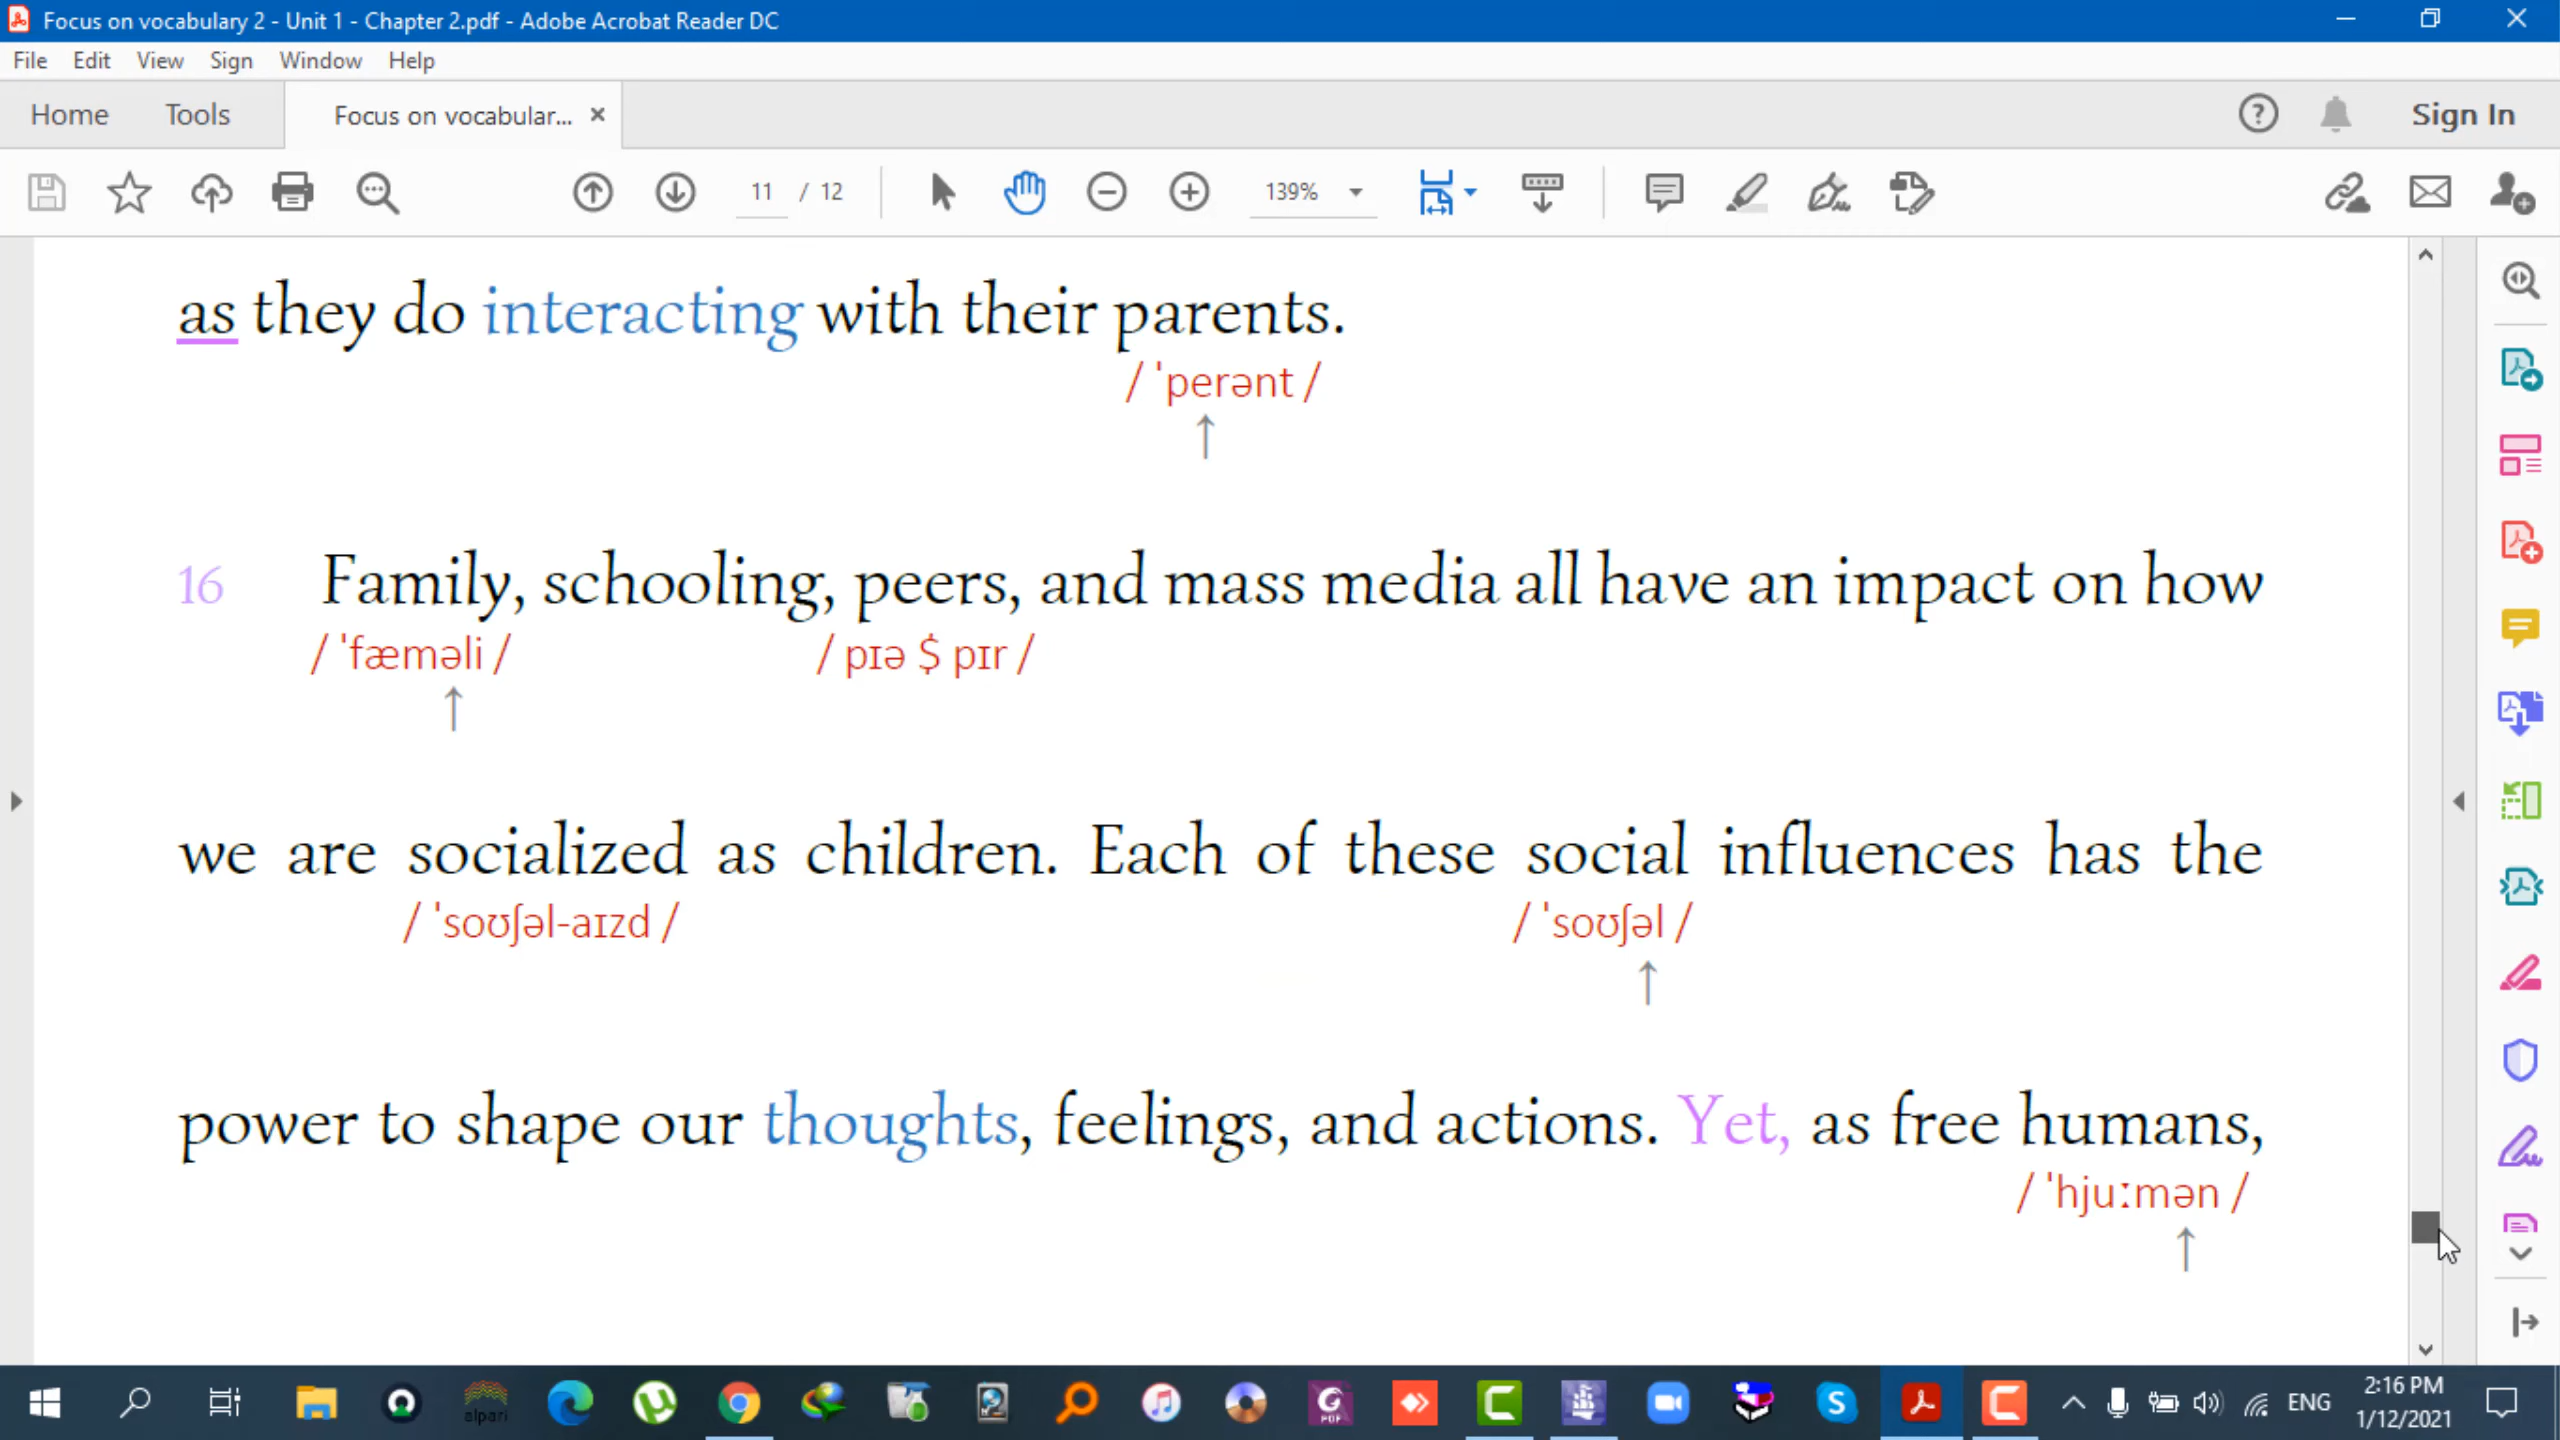 Focus on vocabulary 2 - Unit 1 - Chapter 2.pdf - Adobe Acrobat Reader DC
File Edit View Sign Window Help
Home Tools Focus on vocabular... × Sign In
11 / 12 139%
as they do interacting with their parents.
/ ˈperənt /
↑
16 Family, schooling, peers, and mass media all have an impact on how
/ ˈfæməli / / pɪə $ pɪr /
↑
we are socialized as children. Each of these social influences has the
/ ˈsoʊʃəl-aɪzd / / ˈsoʊʃəl /
↑
power to shape our thoughts, feelings, and actions. Yet, as free humans,
/ ˈhjuːmən /
↑
alpari
G PDF
ENG
2:16 PM
1/12/2021